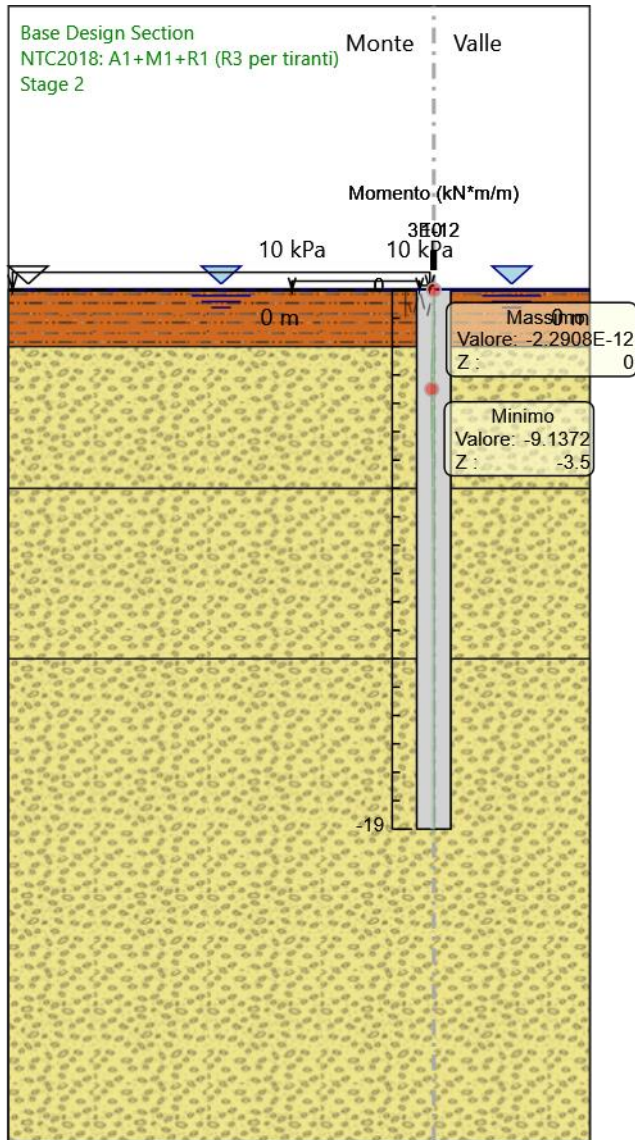 Base Design Section
NTC2018: A1+M1+R1 (R3 per tiranti)
Stage 2
Monte
Valle
Momento (kN*m/m)
10 kPa
10 kPa
0
0 m
Massimo
Valore: -2.2908E-12
Z : 0
Minimo
Valore: -9.1372
Z : -3.5
-19